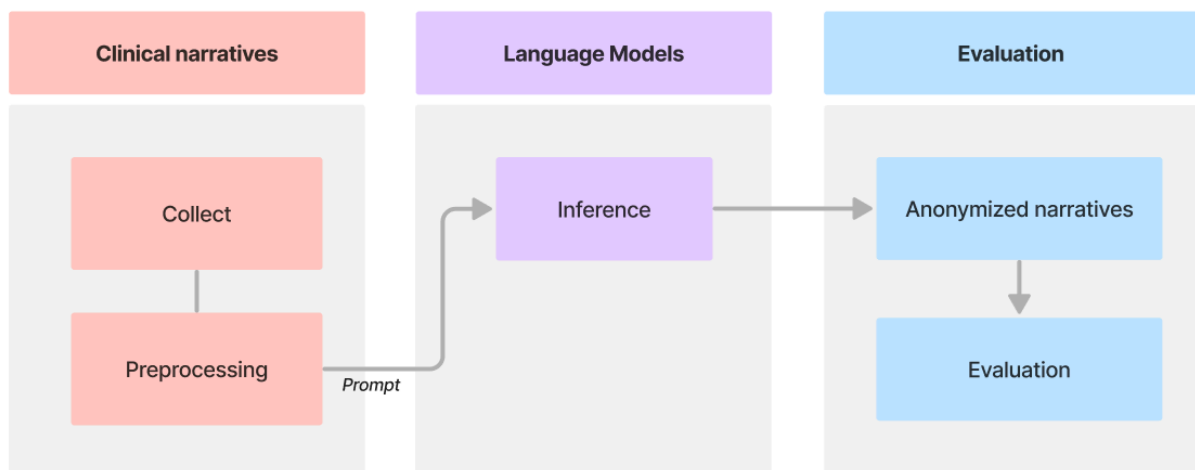 Clinical narratives
Language Models
Evaluation
Collect
Preprocessing
Prompt
Inference
Anonymized narratives
Evaluation